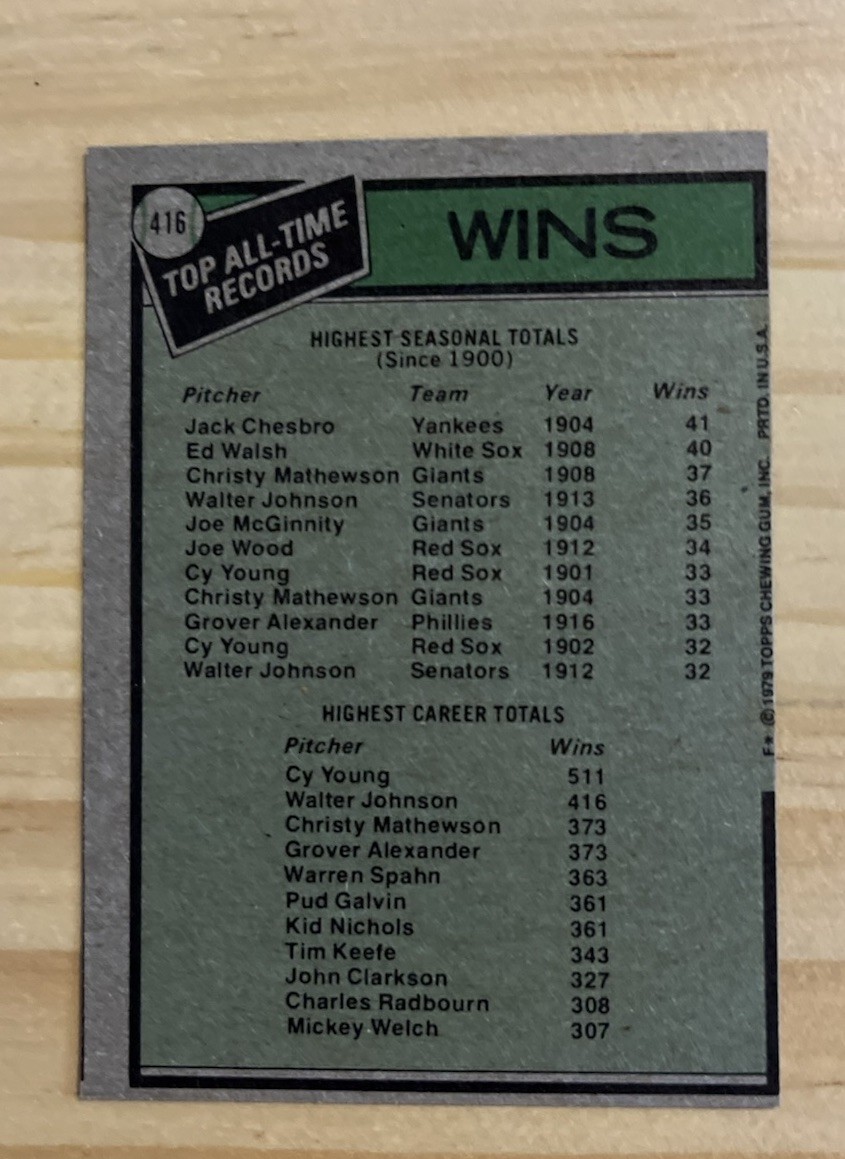 416
TOP ALL-TIME
RECORDS
WINS
HIGHEST SEASONAL TOTALS
(Since 1900)
Pitcher Team Year Wins
Jack Chesbro Yankees 1904 41
Ed Walsh White Sox 1908 40
Christy Mathewson Giants 1908 37
Walter Johnson Senators 1913 36
Joe McGinnity Giants 1904 35
Joe Wood Red Sox 1912 34
Cy Young Red Sox 1901 33
Christy Mathewson Giants 1904 33
Grover Alexander Phillies 1916 33
Cy Young Red Sox 1902 32
Walter Johnson Senators 1912 32
HIGHEST CAREER TOTALS
Pitcher Wins
Cy Young 511
Walter Johnson 416
Christy Mathewson 373
Grover Alexander 373
Warren Spahn 363
Pud Galvin 361
Kid Nichols 361
Tim Keefe 343
John Clarkson 327
Charles Radbourn 308
Mickey Welch 307
F* © 1979 TOPPS CHEWING GUM, INC. PRTD. IN U.S.A.